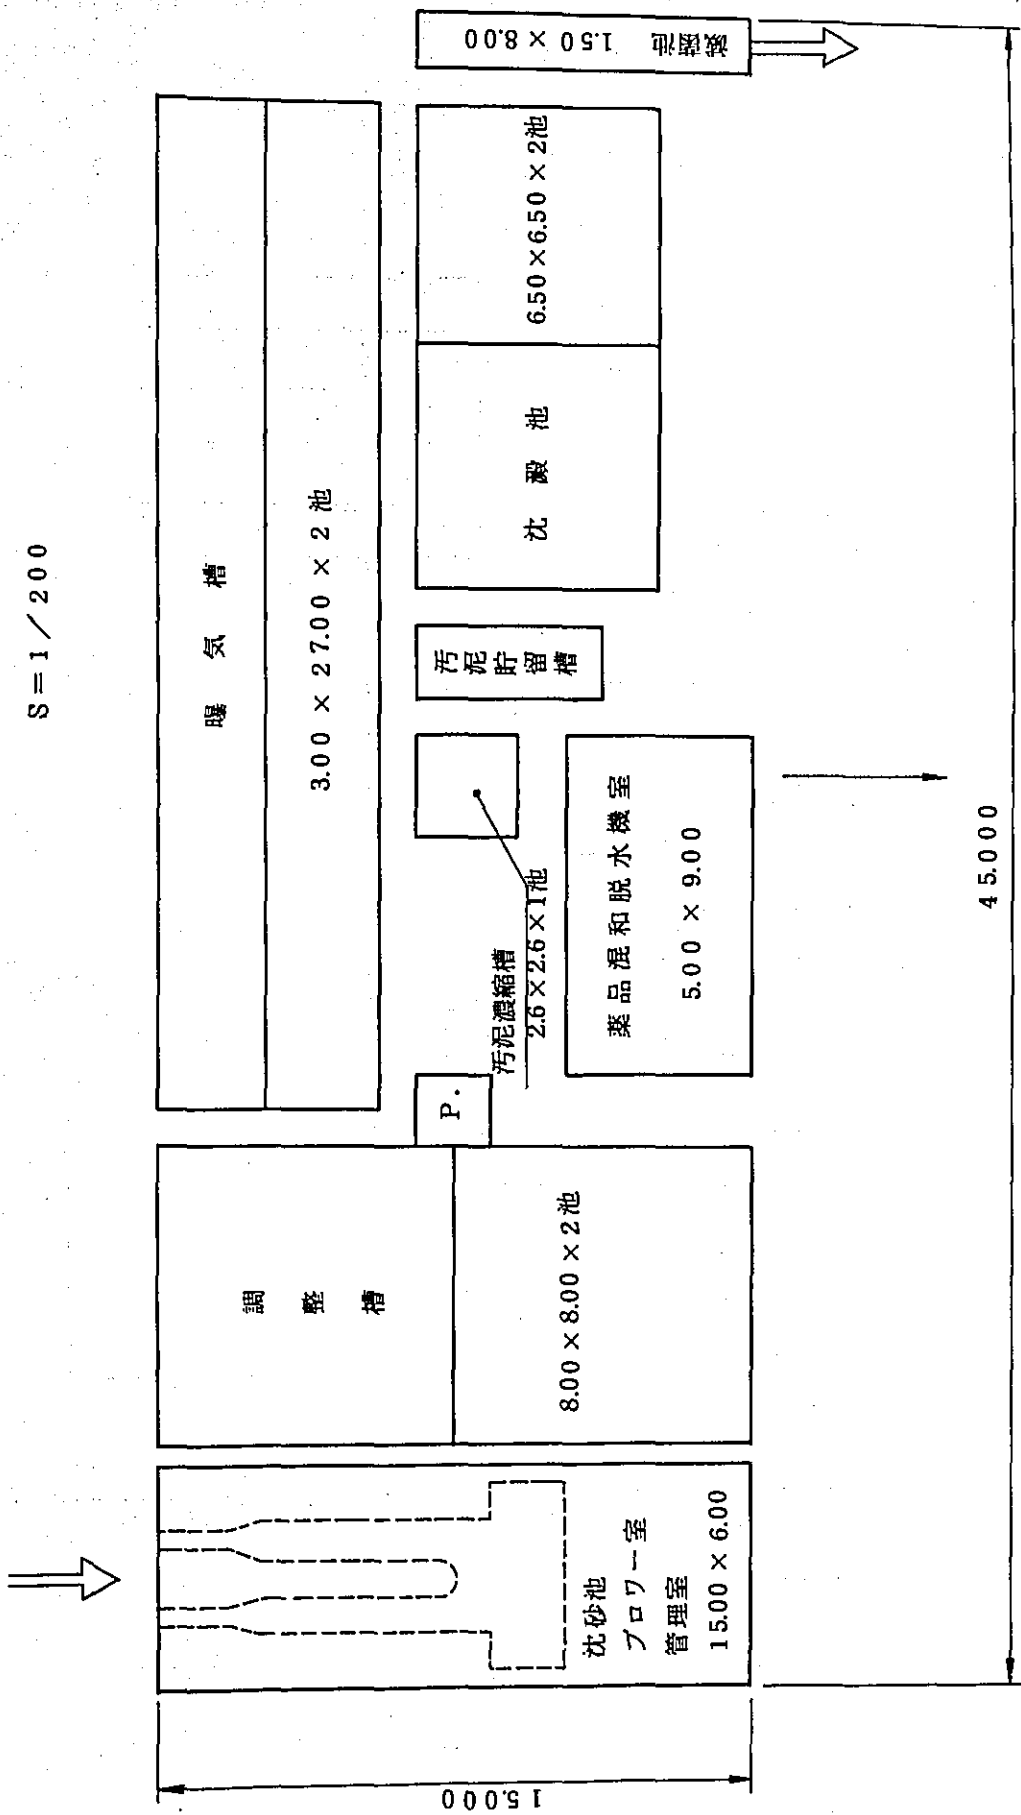 S=1/200
曝気槽
3.00×27.00×2池
滅菌池 1.50×8.00
6.50×6.50×2池
沈澱池
汚泥貯留槽
汚泥濃縮槽
2.6×2.6×1池
薬品混和脱水機室
5.00×9.00
P.
調整槽
8.00×8.00×2池
沈砂池
ブロワー室
管理室
15.00×6.00
15.000
45.000